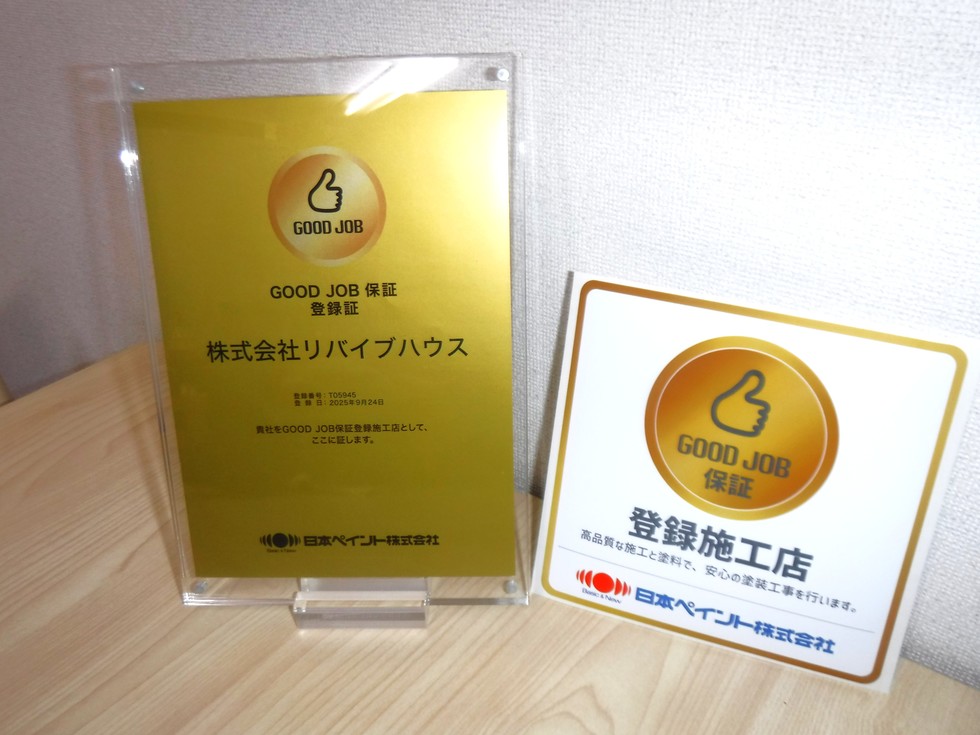 GOOD JOB
GOOD JOB 保証
登録証
株式会社リバイブハウス
登録番号：T05945
登 録 日：2025年9月24日
貴社をGOOD JOB保証登録施工店として、
ここに証します。
Basic & New
日本ペイント株式会社
GOOD JOB
保証
登録施工店
高品質な施工と塗料で、安心の塗装工事を行います。
Basic & New
日本ペイント株式会社